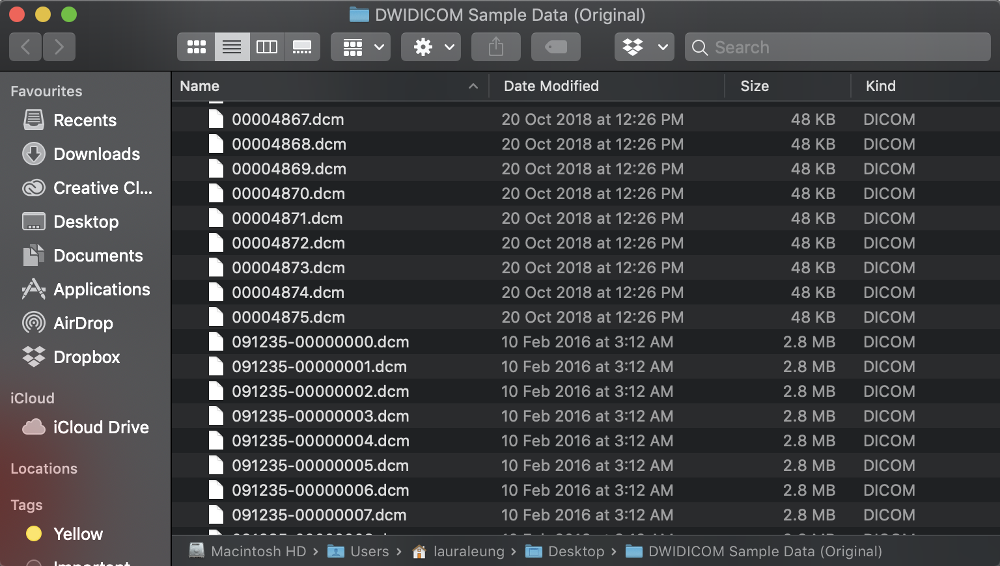 DWIDICOM Sample Data (Original)
Search
Favourites
Recents
Downloads
Creative Cl...
Desktop
Documents
Applications
AirDrop
Dropbox
iCloud
iCloud Drive
Locations
Tags
Yellow
Important
Name Date Modified Size Kind
00004867.dcm 20 Oct 2018 at 12:26 PM 48 KB DICOM
00004868.dcm 20 Oct 2018 at 12:26 PM 48 KB DICOM
00004869.dcm 20 Oct 2018 at 12:26 PM 48 KB DICOM
00004870.dcm 20 Oct 2018 at 12:26 PM 48 KB DICOM
00004871.dcm 20 Oct 2018 at 12:26 PM 48 KB DICOM
00004872.dcm 20 Oct 2018 at 12:26 PM 48 KB DICOM
00004873.dcm 20 Oct 2018 at 12:26 PM 48 KB DICOM
00004874.dcm 20 Oct 2018 at 12:26 PM 48 KB DICOM
00004875.dcm 20 Oct 2018 at 12:26 PM 48 KB DICOM
091235-00000000.dcm 10 Feb 2016 at 3:12 AM 2.8 MB DICOM
091235-00000001.dcm 10 Feb 2016 at 3:12 AM 2.8 MB DICOM
091235-00000002.dcm 10 Feb 2016 at 3:12 AM 2.8 MB DICOM
091235-00000003.dcm 10 Feb 2016 at 3:12 AM 2.8 MB DICOM
091235-00000004.dcm 10 Feb 2016 at 3:12 AM 2.8 MB DICOM
091235-00000005.dcm 10 Feb 2016 at 3:12 AM 2.8 MB DICOM
091235-00000006.dcm 10 Feb 2016 at 3:12 AM 2.8 MB DICOM
091235-00000007.dcm 10 Feb 2016 at 3:12 AM 2.8 MB DICOM
Macintosh HD › Users › lauraleung › Desktop › DWIDICOM Sample Data (Original)